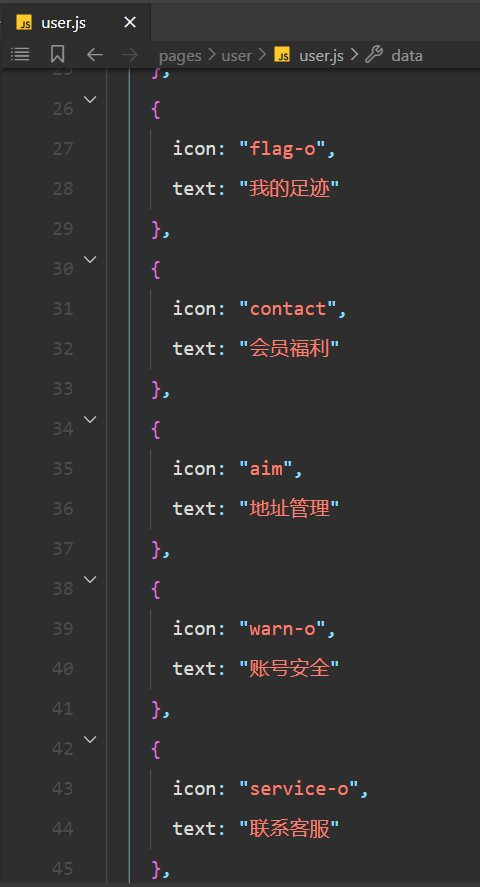 JS user.js ×
pages > user > JS user.js > data
25 },
26 {
27 icon: "flag-o",
28 text: "我的足迹"
29 },
30 {
31 icon: "contact",
32 text: "会员福利"
33 },
34 {
35 icon: "aim",
36 text: "地址管理"
37 },
38 {
39 icon: "warn-o",
40 text: "账号安全"
41 },
42 {
43 icon: "service-o",
44 text: "联系客服"
45 },